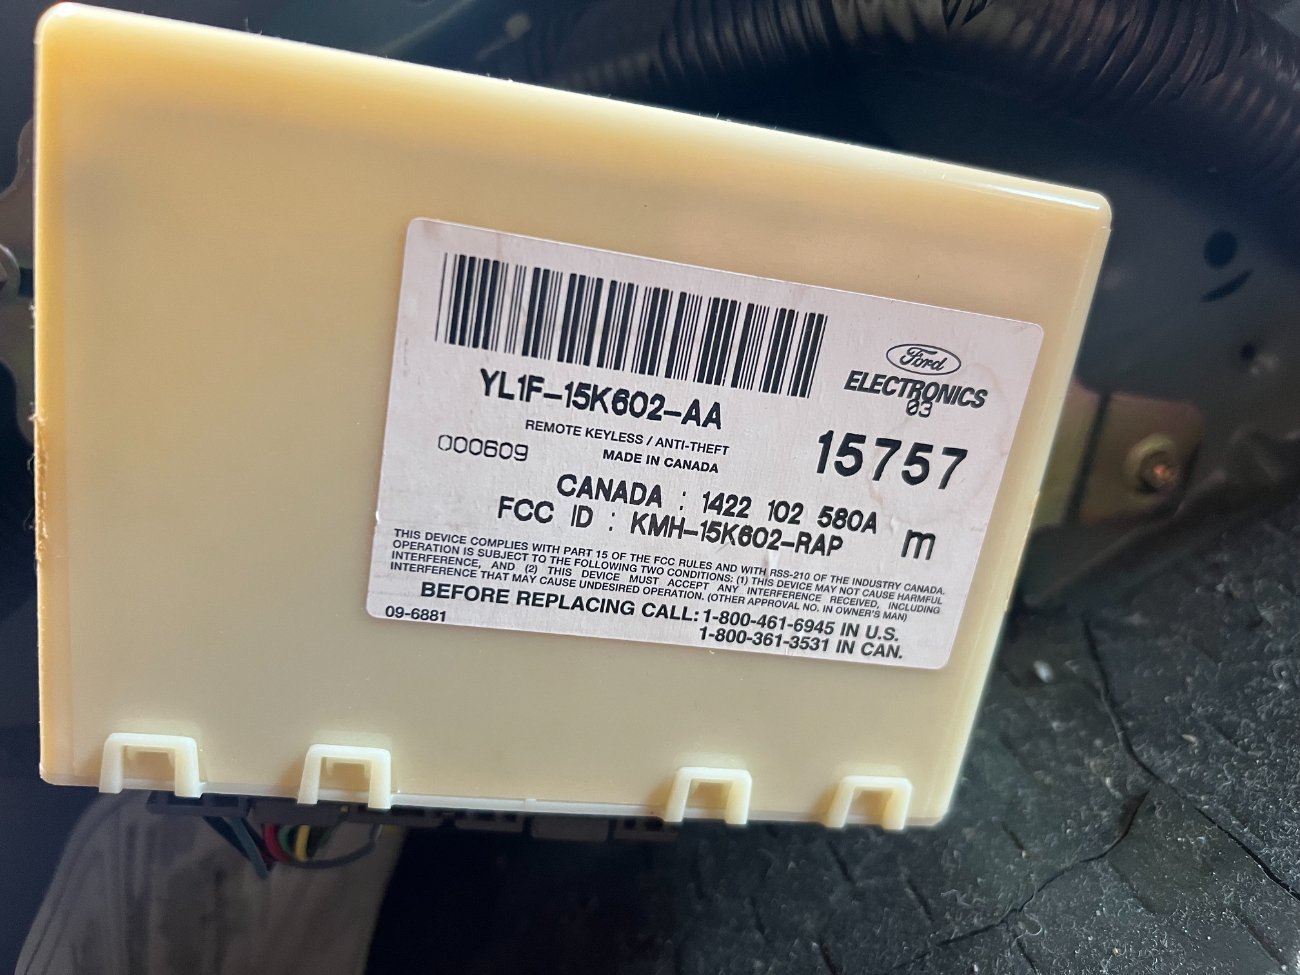 Ford
ELECTRONICS
03
YL1F-15K602-AA
REMOTE KEYLESS / ANTI-THEFT
MADE IN CANADA
000609
15757
CANADA : 1422 102 580A
FCC ID : KMH-15K602-RAP
m
THIS DEVICE COMPLIES WITH PART 15 OF THE FCC RULES AND WITH RSS-210 OF THE INDUSTRY CANADA.
OPERATION IS SUBJECT TO THE FOLLOWING TWO CONDITIONS: (1) THIS DEVICE MAY NOT CAUSE HARMFUL
INTERFERENCE, AND (2) THIS DEVICE MUST ACCEPT ANY INTERFERENCE RECEIVED, INCLUDING
INTERFERENCE THAT MAY CAUSE UNDESIRED OPERATION. (OTHER APPROVAL NO. IN OWNER'S MAN)
BEFORE REPLACING CALL: 1-800-461-6945 IN U.S.
1-800-361-3531 IN CAN.
09-6881